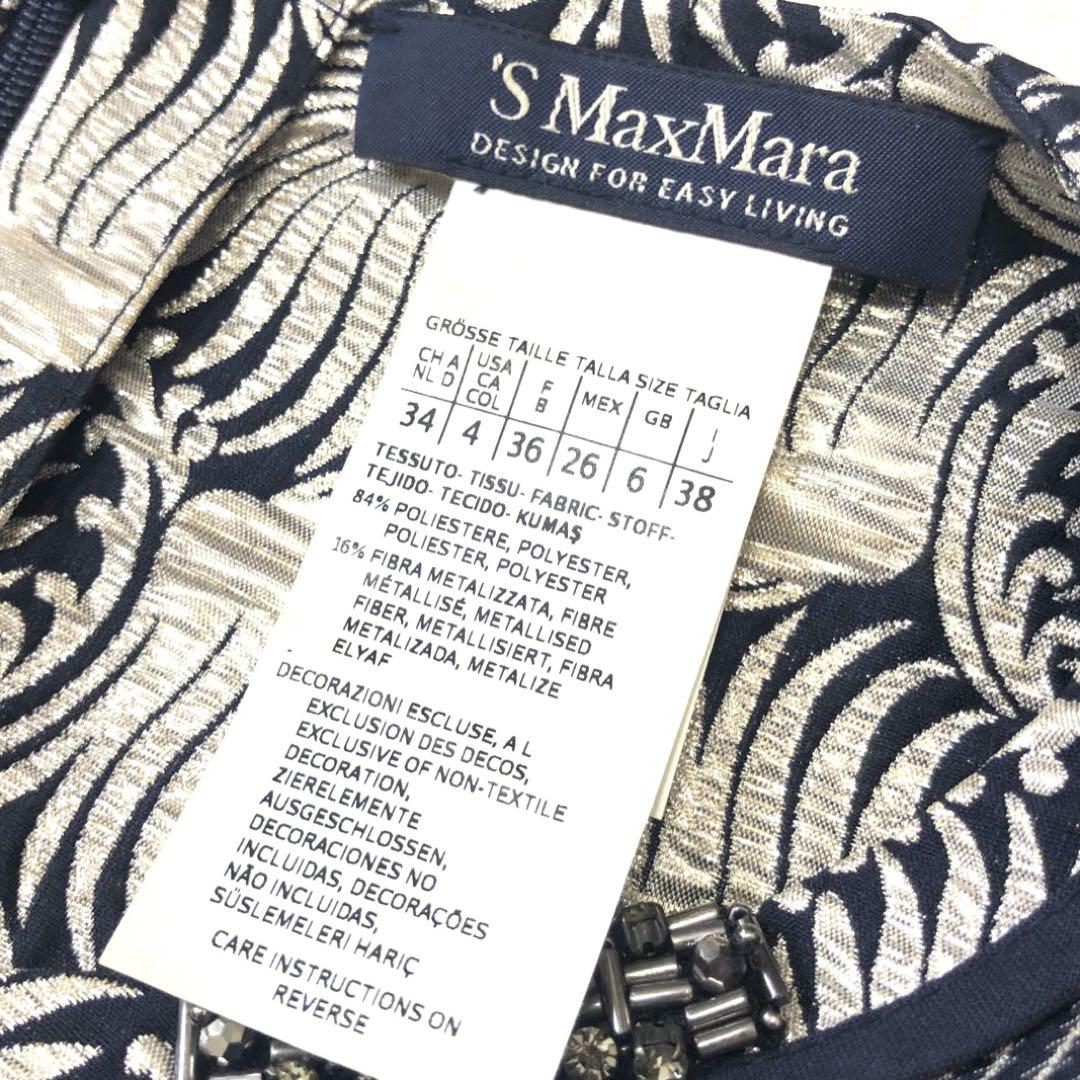 'S MaxMara
DESIGN FOR EASY LIVING
GRÖSSE TAILLE TALLA SIZE TAGLIA
CH A USA F MEX GB I
NL D CA B J
COL
34 4 36 26 6 38
TESSUTO- TISSU- FABRIC- STOFF-
TEJIDO- TECIDO- KUMAŞ
84% POLIESTERE, POLYESTER,
POLIESTER, POLYESTER
16% FIBRA METALIZZATA, FIBRE
MÉTALLISÉ, METALLISED
FIBER, METALLISIERT, FIBRA
METALIZADA, METALIZE
ELYAF
DECORAZIONI ESCLUSE, A L
EXCLUSION DES DECOS,
EXCLUSIVE OF NON-TEXTILE
DECORATION,
ZIERELEMENTE
AUSGESCHLOSSEN,
DECORACIONES NO
INCLUIDAS, DECORAÇÕES
NÃO INCLUIDAS,
SÜSLEMELERI HARIÇ
CARE INSTRUCTIONS ON
REVERSE